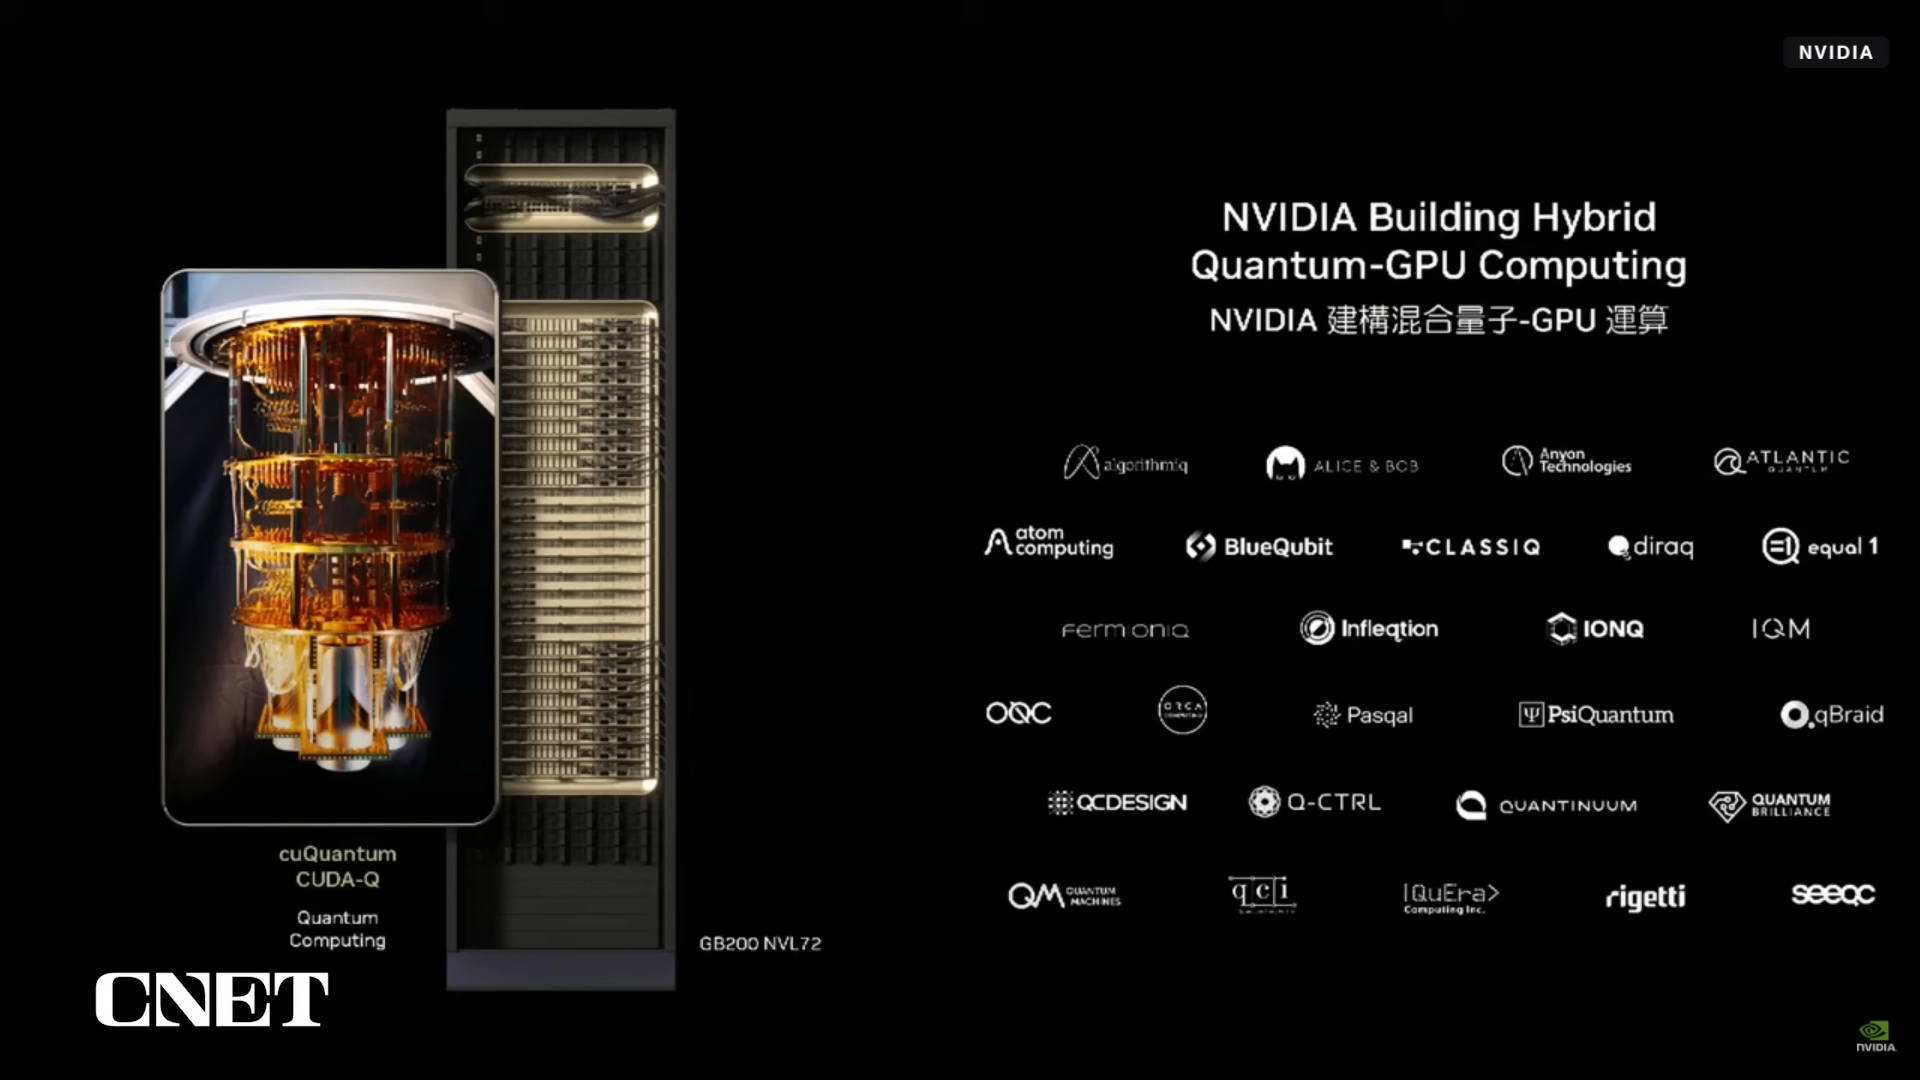 NVIDIA
NVIDIA Building Hybrid
Quantum-GPU Computing
NVIDIA 建構混合量子-GPU 運算
algorithmiq
ALICE & BOB
Anyon
Technologies
ATLANTIC
QUANTUM
atom
computing
BlueQubit
CLASSIQ
diraq
equal 1
Fermioniq
Infleqtion
IONQ
IQM
OQC
ORCA
COMPUTING
Pasqal
PsiQuantum
qBraid
QCDESIGN
Q-CTRL
QUANTINUUM
QUANTUM
BRILLIANCE
QM QUANTUM
MACHINES
qci
|QuEra>
Computing Inc.
rigetti
seeqc
cuQuantum
CUDA-Q
Quantum
Computing
GB200 NVL72
CNET
NVIDIA